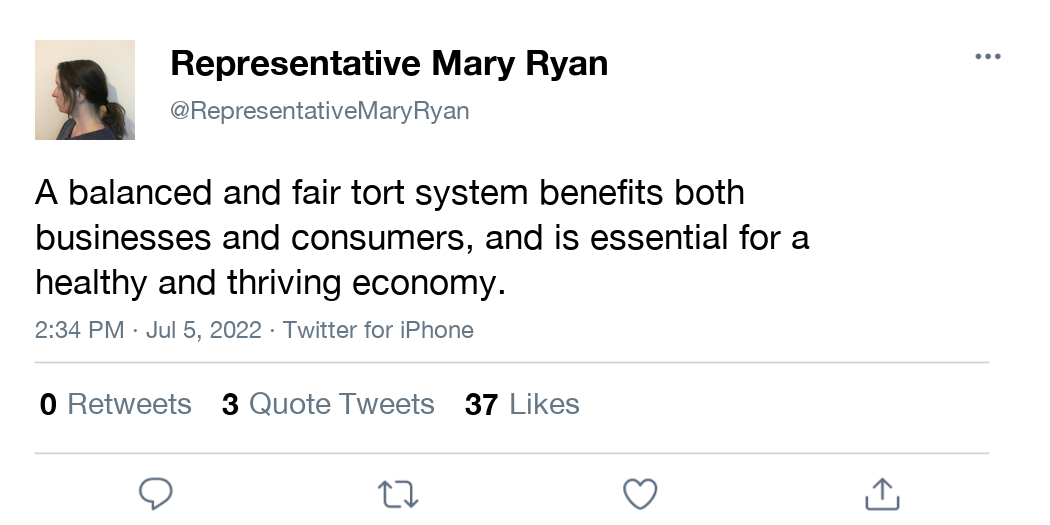 Representative Mary Ryan
@RepresentativeMaryRyan
A balanced and fair tort system benefits both
businesses and consumers, and is essential for a
healthy and thriving economy.
2:34 PM · Jul 5, 2022 · Twitter for iPhone
0 Retweets 3 Quote Tweets 37 Likes